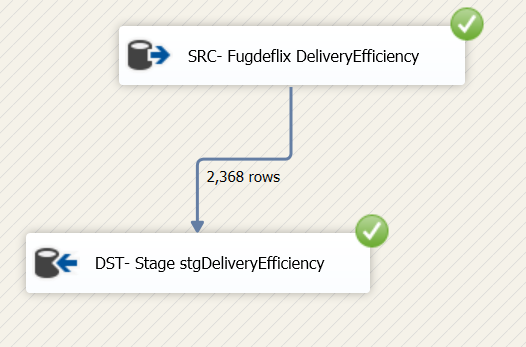 SRC- Fugdeflix DeliveryEfficiency
2,368 rows
DST- Stage stgDeliveryEfficiency